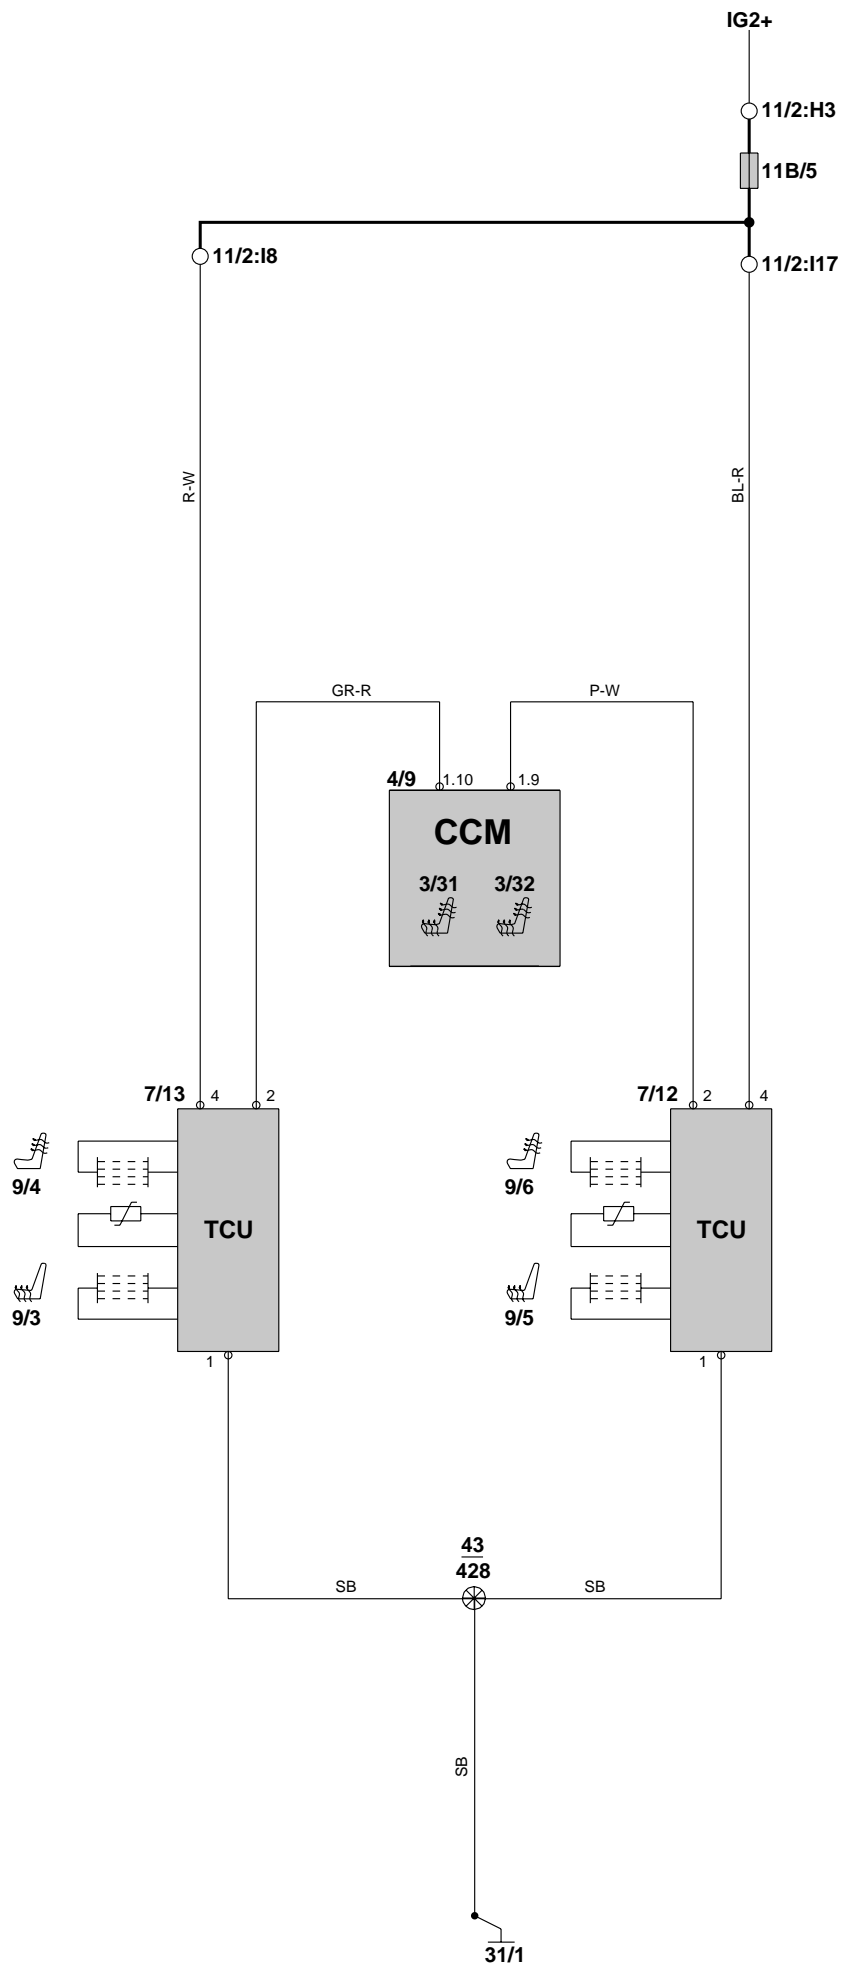 IG2+
11/2:H3
11B/5
11/2:I8
11/2:I17
R-W
BL-R
GR-R
P-W
4/9
1.10
1.9
CCM
3/31
3/32
7/13
4
2
7/12
2
4
9/4
9/6
TCU
TCU
9/3
9/5
1
1
43
428
SB
SB
SB
31/1